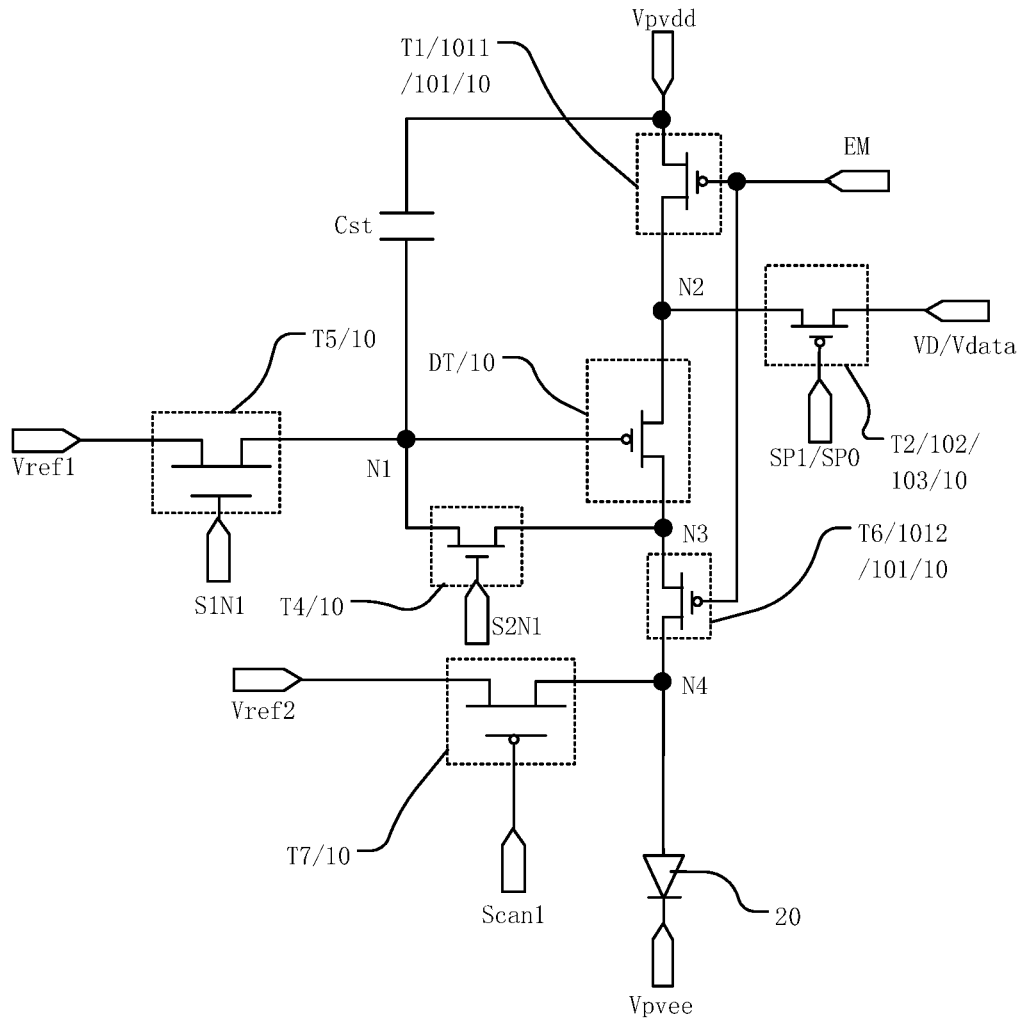 Vpvdd
T1/1011
/101/10
EM
Cst
N2
T5/10
DT/10
VD/Vdata
Vref1
N1
SP1/SP0
T2/102/
103/10
N3
T6/1012
/101/10
S1N1
T4/10
S2N1
N4
Vref2
T7/10
Scan1
20
Vpvee